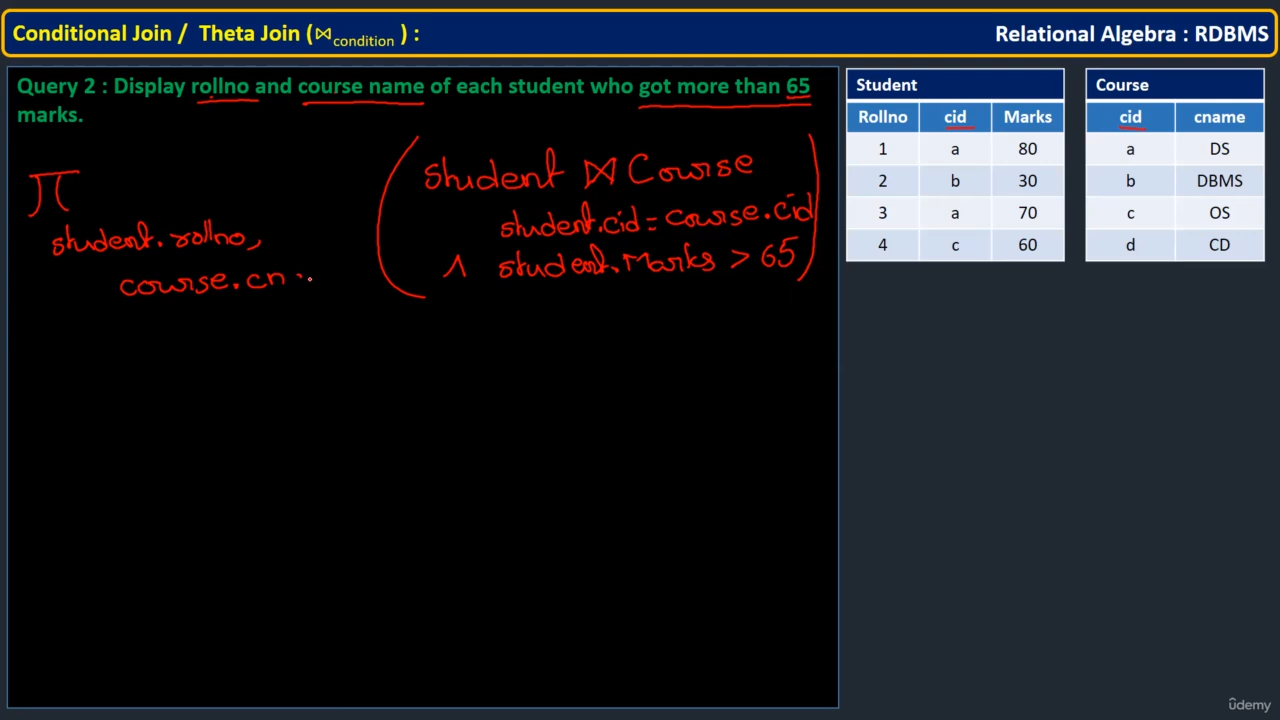 Conditional Join / Theta Join (⋈condition ) :
Relational Algebra : RDBMS
Query 2 : Display rollno and course name of each student who got more than 65
marks.
π
student.rollno,
course.cn
( student ⋈ Course
student.cid = course.cid
∧ student.Marks > 65 )
Student
Rollno cid Marks
1 a 80
2 b 30
3 a 70
4 c 60
Course
cid cname
a DS
b DBMS
c OS
d CD
ûdemy